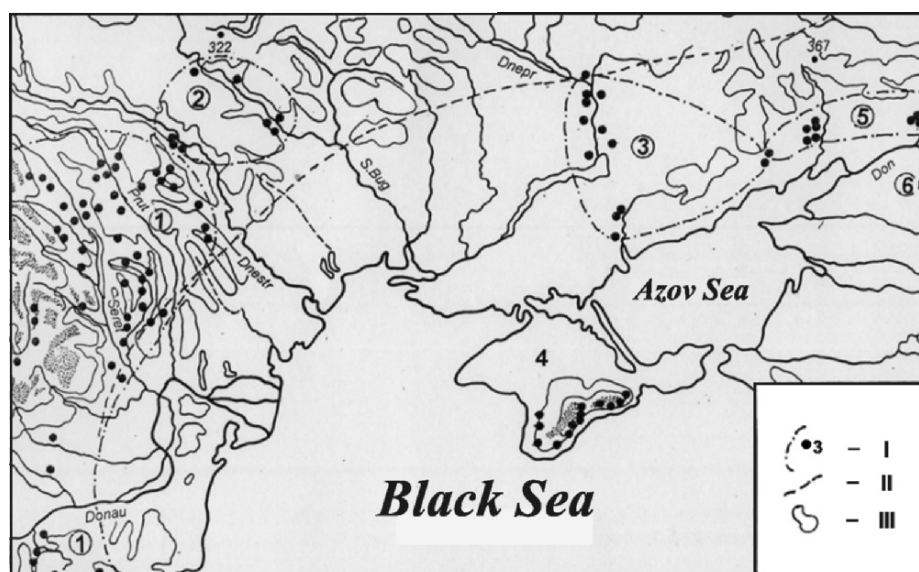 322
367
Dnepr
2
5
3
S.Bug
Prut
1
Don
6
Dnestr
Azov Sea
Seret
4
Black Sea
Donau
1
3 – I
– II
– III